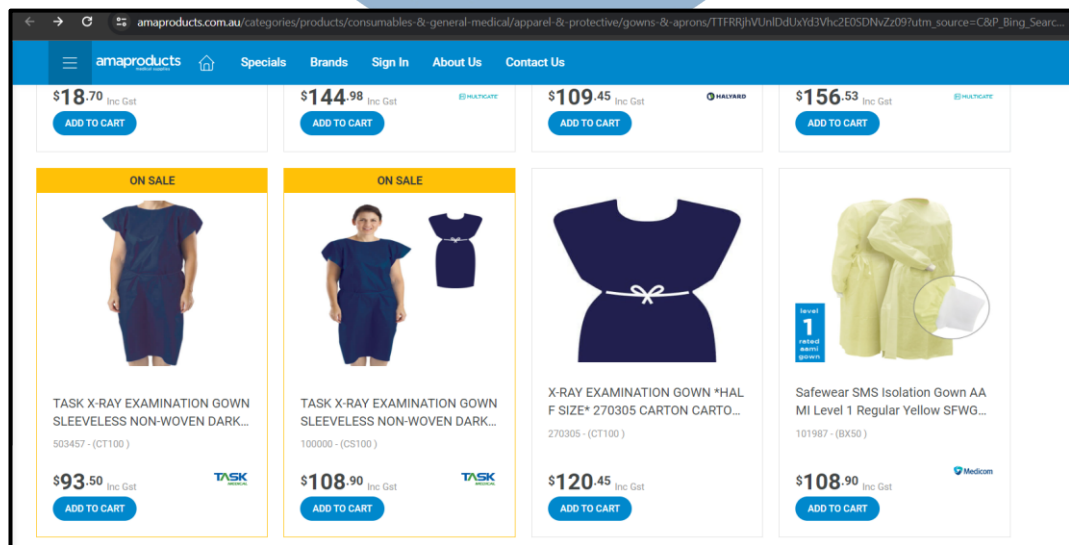 amaproducts.com.au/categories/products/consumables-&-general-medical/apparel-&-protective/gowns-&-aprons/TTFRRjhVUnlDdUxYd3Vhc2E0SDNvZz09?utm_source=C&P_Bing_Searc...
amaproducts
medical supplies
Specials
Brands
Sign In
About Us
Contact Us
$18.70 Inc Gst
ADD TO CART
$144.98 Inc Gst
MULTIGATE
ADD TO CART
$109.45 Inc Gst
HALYARD
ADD TO CART
$156.53 Inc Gst
MULTIGATE
ADD TO CART
ON SALE
TASK X-RAY EXAMINATION GOWN
SLEEVELESS NON-WOVEN DARK...
503457 - (CT100 )
$93.50 Inc Gst
TASK
MEDICAL
ADD TO CART
ON SALE
TASK X-RAY EXAMINATION GOWN
SLEEVELESS NON-WOVEN DARK...
100000 - (CS100 )
$108.90 Inc Gst
TASK
MEDICAL
ADD TO CART
X-RAY EXAMINATION GOWN *HAL
F SIZE* 270305 CARTON CARTO...
270305 - (CT100 )
$120.45 Inc Gst
ADD TO CART
level
1
rated
aami
gown
Safewear SMS Isolation Gown AA
MI Level 1 Regular Yellow SFWG...
101987 - (BX50 )
$108.90 Inc Gst
Medicom
ADD TO CART